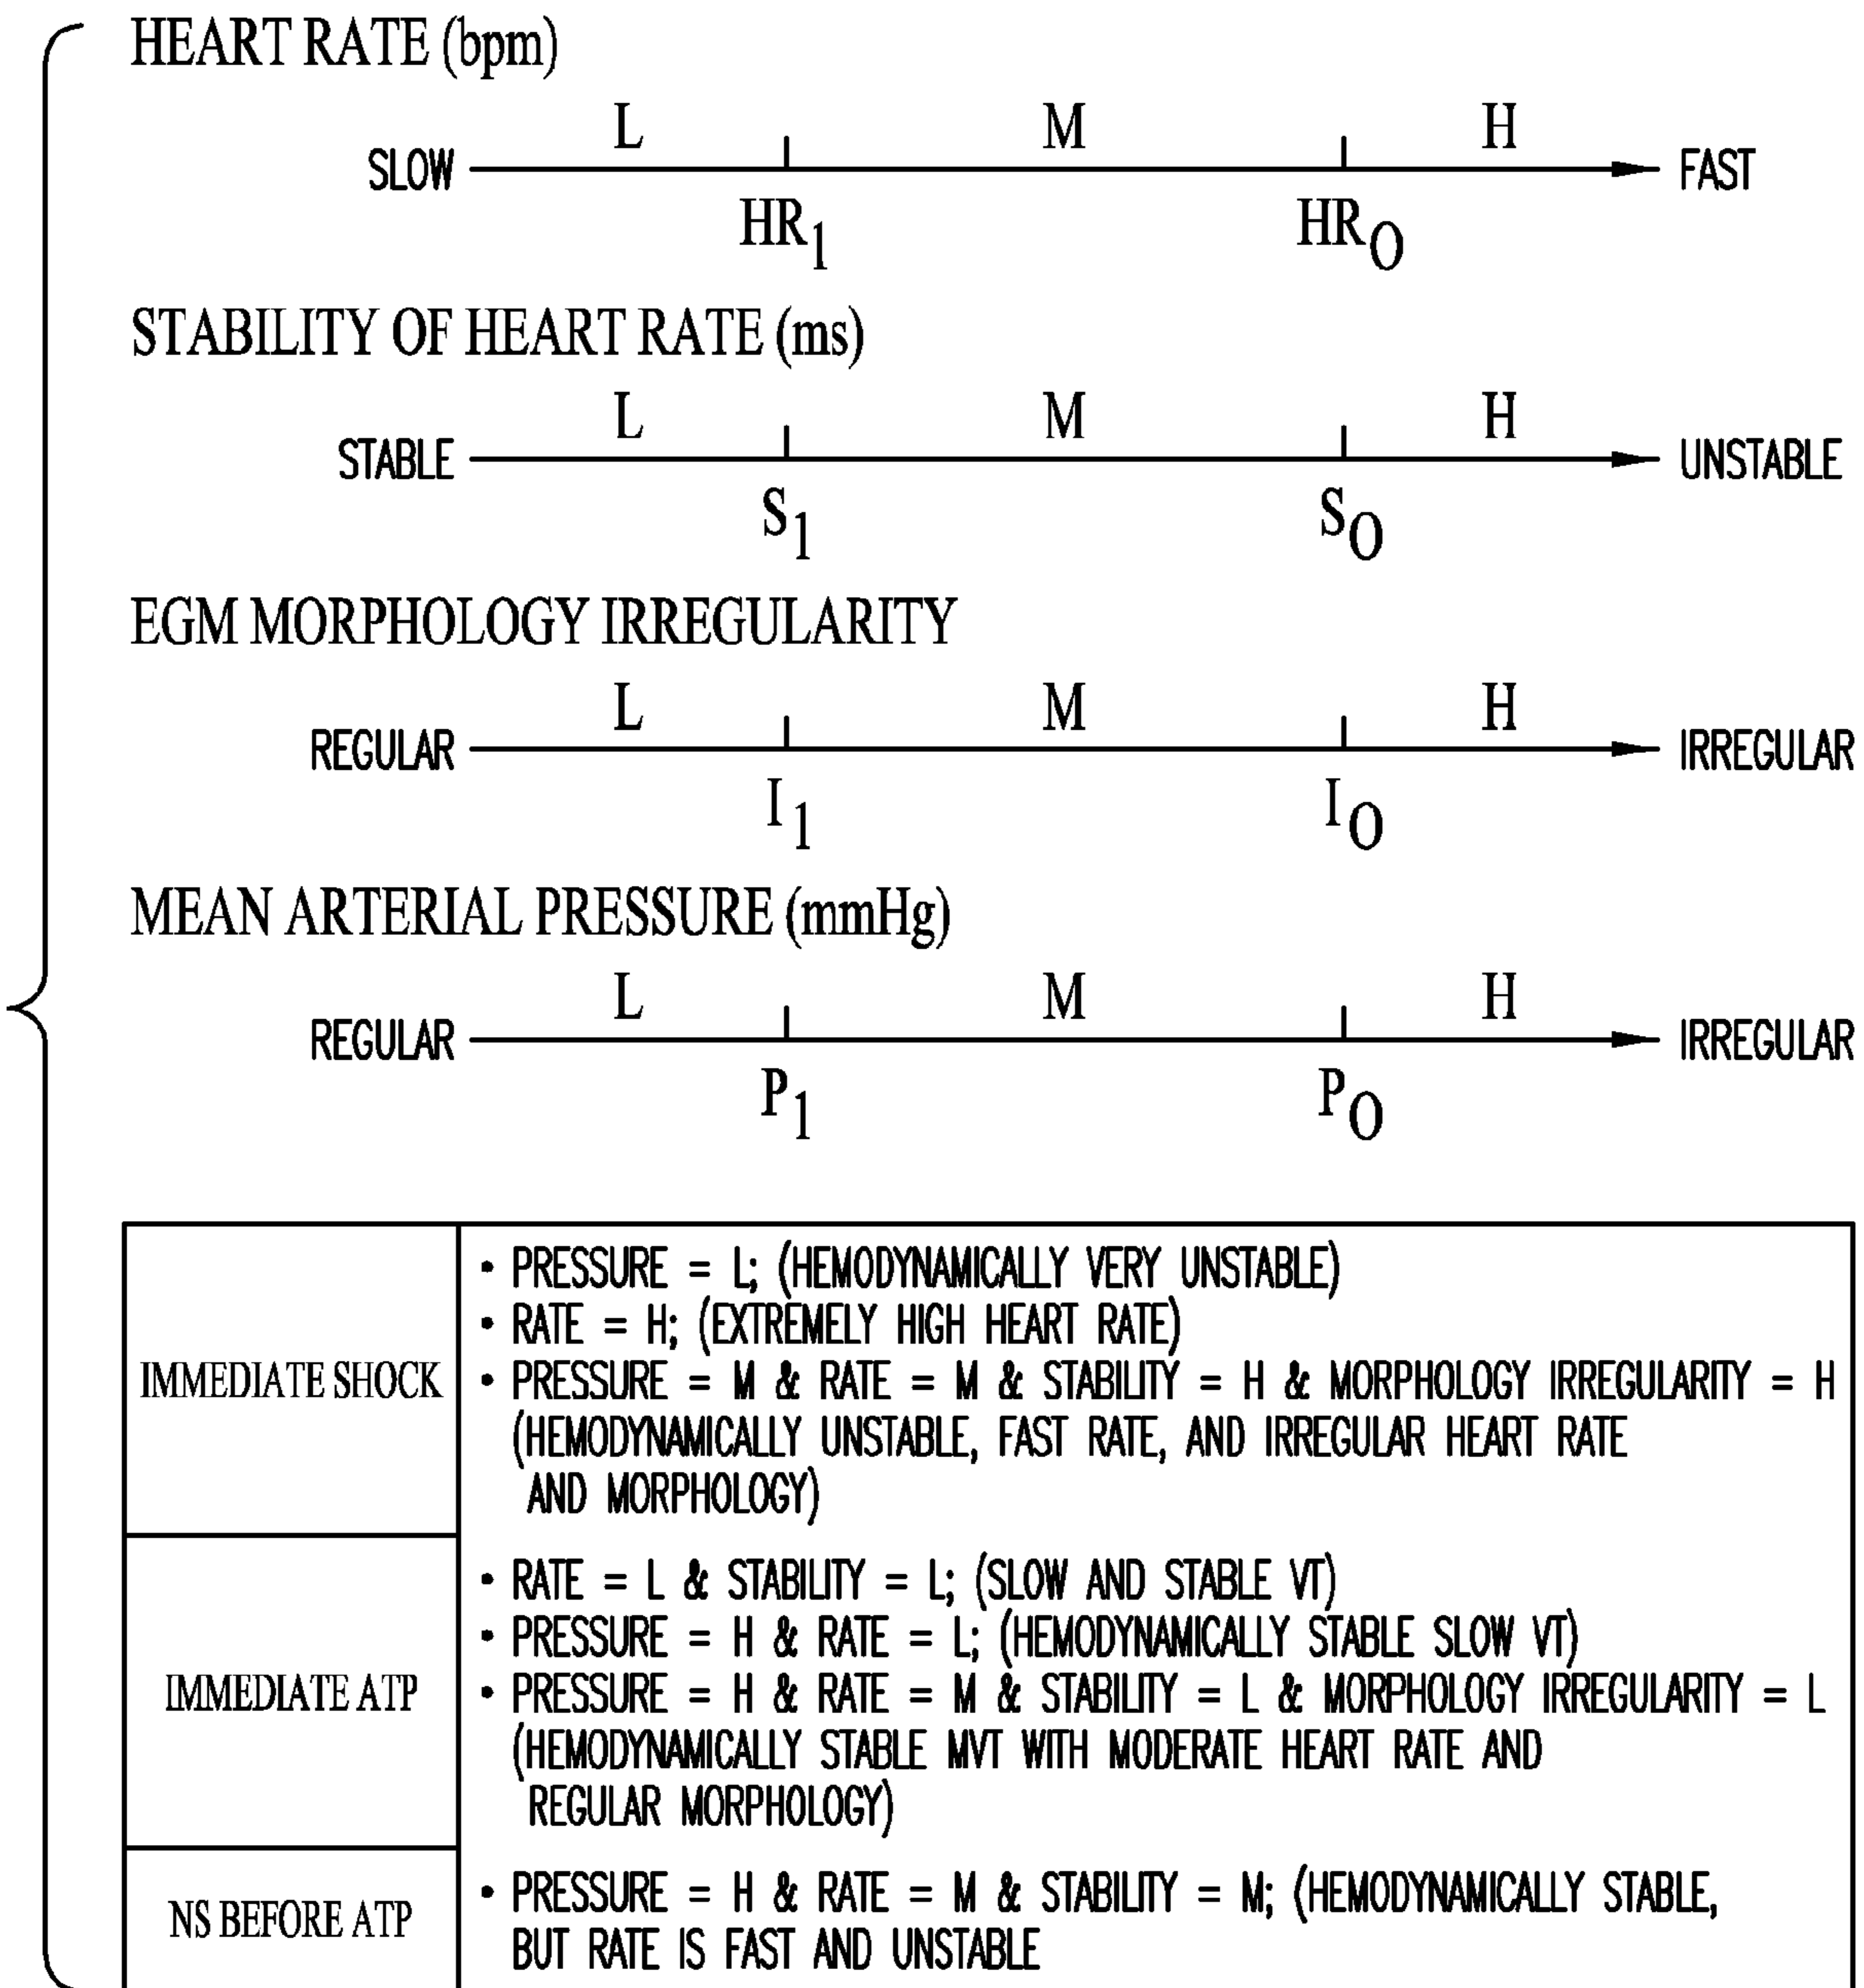 HEART RATE (bpm)
L M H
SLOW FAST
HR1 HRO
STABILITY OF HEART RATE (ms)
L M H
STABLE UNSTABLE
S1 SO
EGM MORPHOLOGY IRREGULARITY
L M H
REGULAR IRREGULAR
I1 IO
MEAN ARTERIAL PRESSURE (mmHg)
L M H
REGULAR IRREGULAR
P1 PO
IMMEDIATE SHOCK
• PRESSURE = L; (HEMODYNAMICALLY VERY UNSTABLE)
• RATE = H; (EXTREMELY HIGH HEART RATE)
• PRESSURE = M & RATE = M & STABILITY = H & MORPHOLOGY IRREGULARITY = H
(HEMODYNAMICALLY UNSTABLE, FAST RATE, AND IRREGULAR HEART RATE
AND MORPHOLOGY)
IMMEDIATE ATP
• RATE = L & STABILITY = L; (SLOW AND STABLE VT)
• PRESSURE = H & RATE = L; (HEMODYNAMICALLY STABLE SLOW VT)
• PRESSURE = H & RATE = M & STABILITY = L & MORPHOLOGY IRREGULARITY = L
(HEMODYNAMICALLY STABLE MVT WITH MODERATE HEART RATE AND
REGULAR MORPHOLOGY)
NS BEFORE ATP
• PRESSURE = H & RATE = M & STABILITY = M; (HEMODYNAMICALLY STABLE,
BUT RATE IS FAST AND UNSTABLE